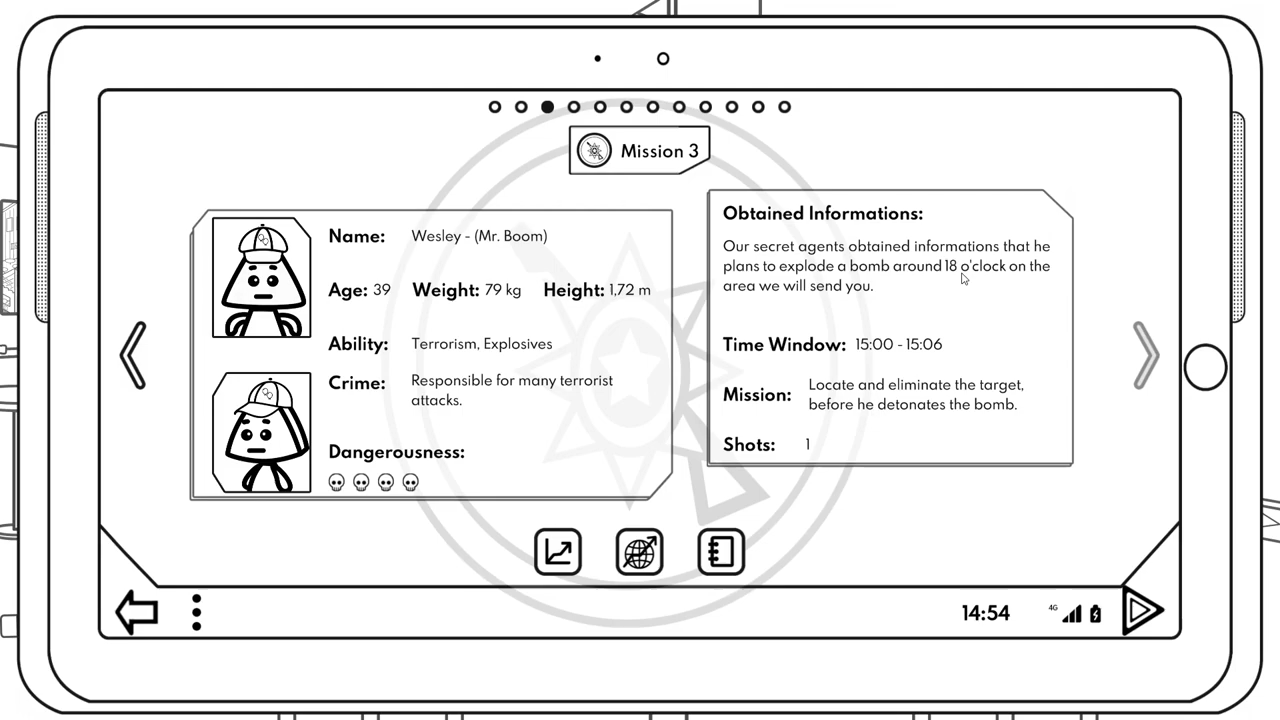 Mission 3
Name: Wesley - (Mr. Boom)
Age: 39 Weight: 79 kg Height: 1,72 m
Ability: Terrorism, Explosives
Crime: Responsible for many terrorist
attacks.
Dangerousness:
Obtained Informations:
Our secret agents obtained informations that he
plans to explode a bomb around 18 o'clock on the
area we will send you.
Time Window: 15:00 - 15:06
Mission: Locate and eliminate the target,
before he detonates the bomb.
Shots: 1
14:54 4G